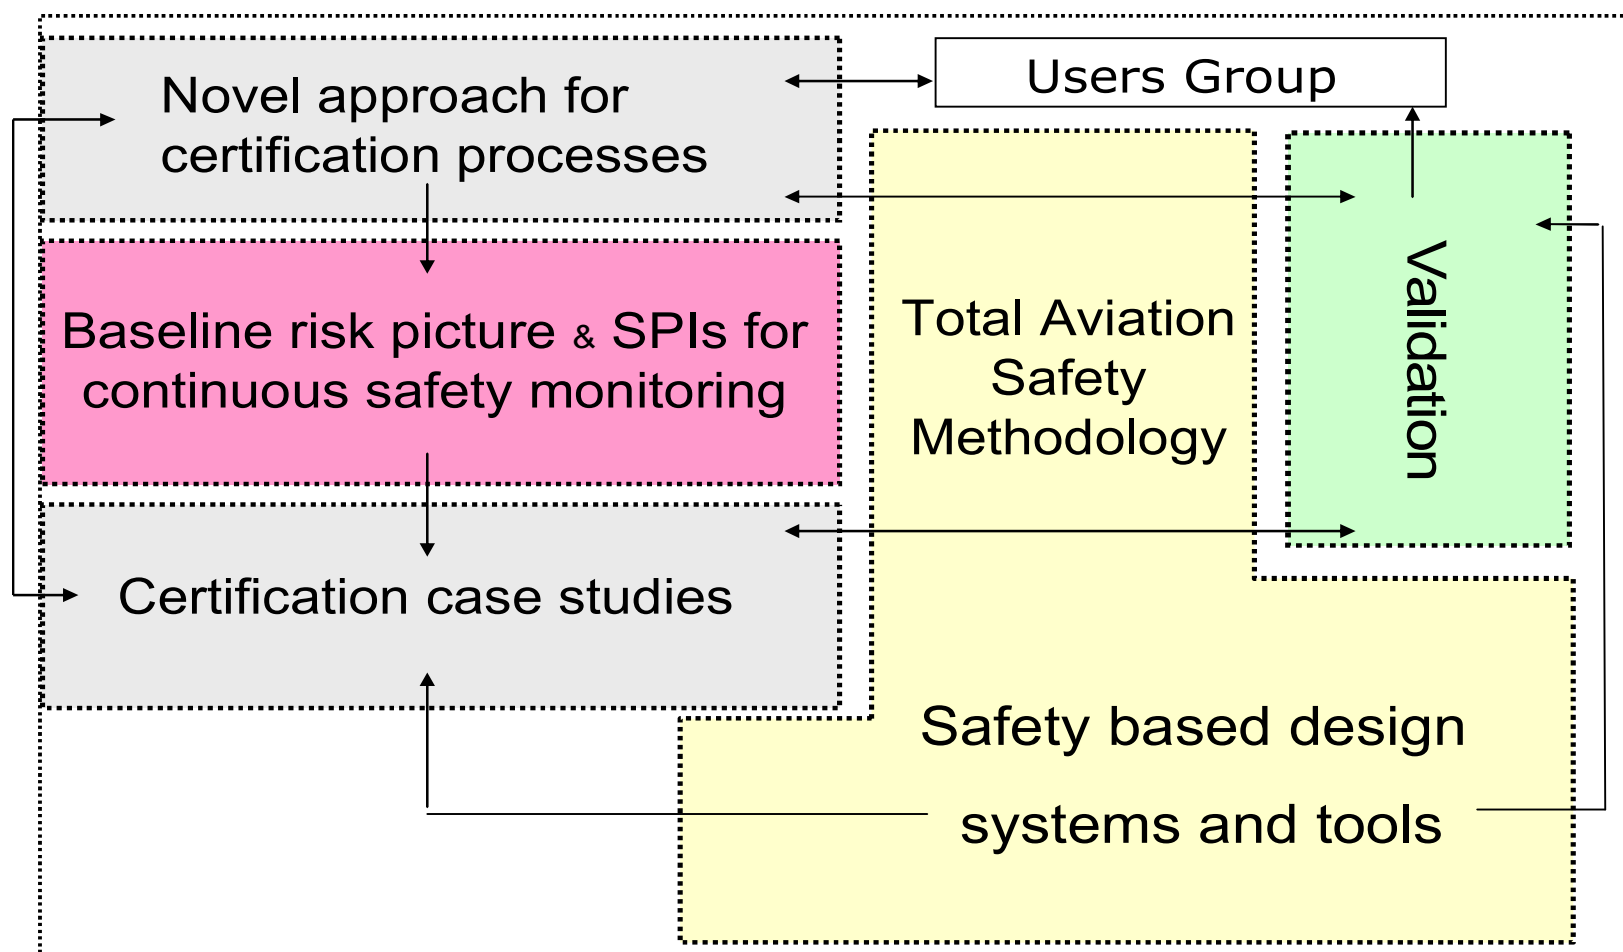 Novel approach for
certification processes
Users Group
Baseline risk picture & SPIs for
continuous safety monitoring
Total Aviation
Safety
Methodology
Validation
Certification case studies
Safety based design
systems and tools